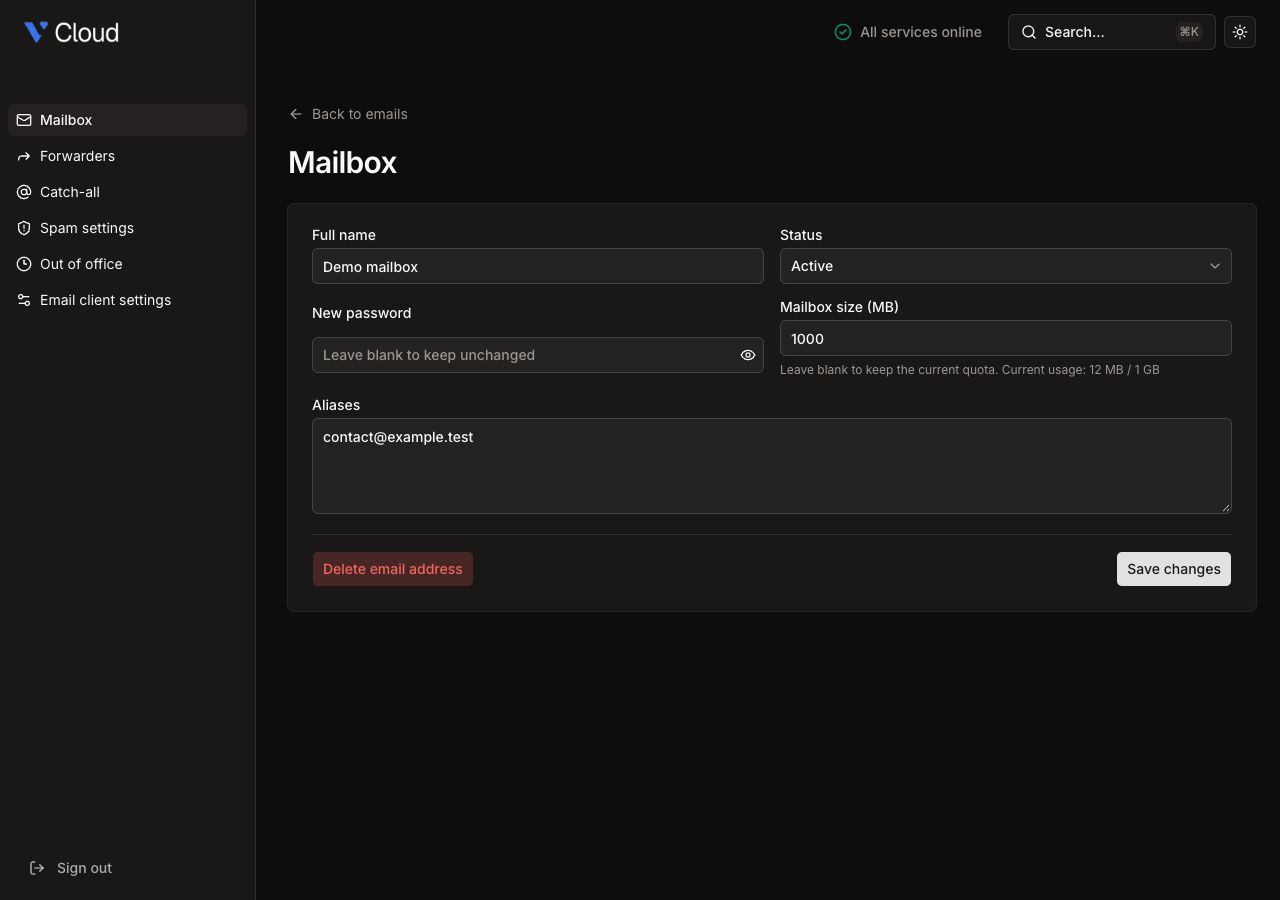 Cloud
All services online
Search...
⌘K
Mailbox
Forwarders
Catch-all
Spam settings
Out of office
Email client settings
Sign out
Back to emails
Mailbox
Full name
Demo mailbox
Status
Active
New password
Leave blank to keep unchanged
Mailbox size (MB)
1000
Leave blank to keep the current quota. Current usage: 12 MB / 1 GB
Aliases
contact@example.test
Delete email address
Save changes